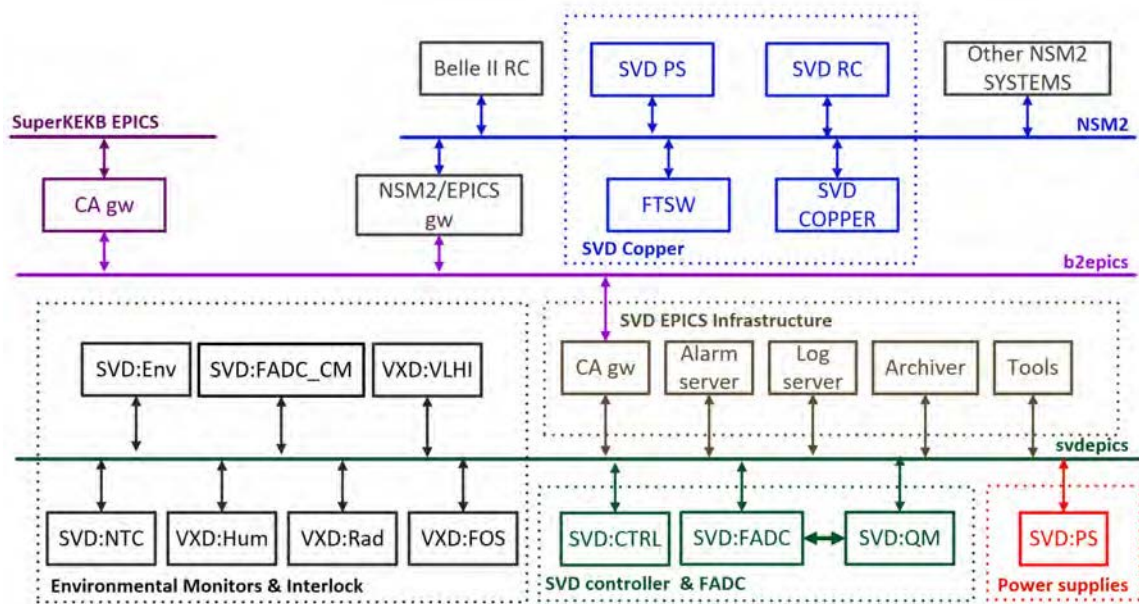 Belle II RC
SVD PS
SVD RC
Other NSM2
SYSTEMS
SuperKEKB EPICS
NSM2
CA gw
NSM2/EPICS
gw
FTSW
SVD
COPPER
SVD Copper
b2epics
SVD EPICS Infrastructure
SVD:Env
SVD:FADC_CM
VXD:VLHI
CA gw
Alarm
server
Log
server
Archiver
Tools
svdepics
SVD:NTC
VXD:Hum
VXD:Rad
VXD:FOS
SVD:CTRL
SVD:FADC
SVD:QM
SVD:PS
Environmental Monitors & Interlock
SVD controller & FADC
Power supplies